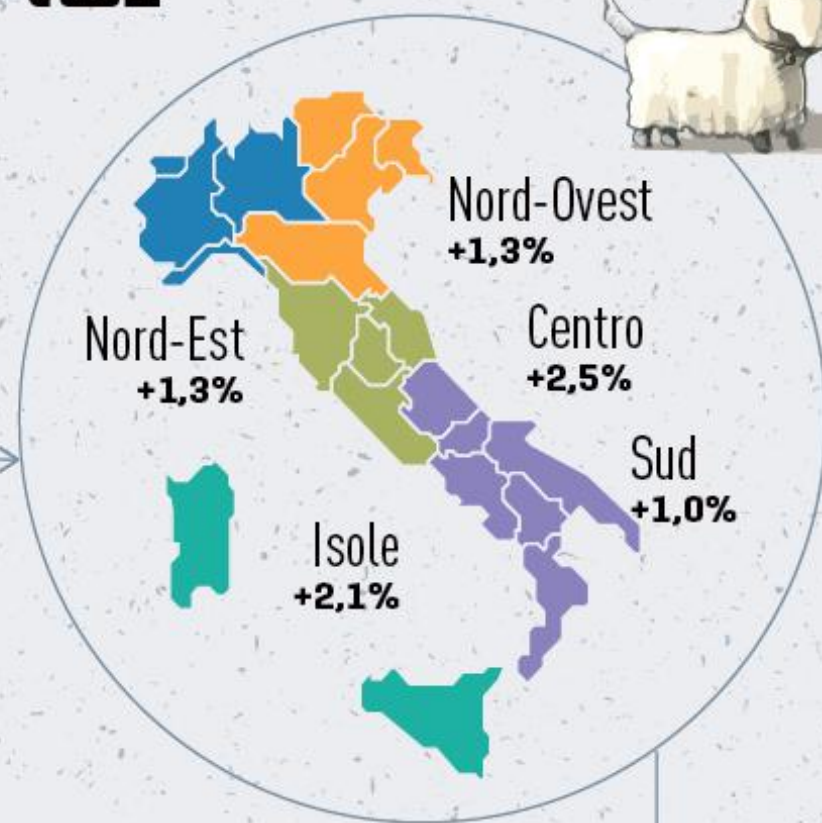 Nord-Ovest
+1,3%
Nord-Est
+1,3%
Centro
+2,5%
Sud
+1,0%
Isole
+2,1%